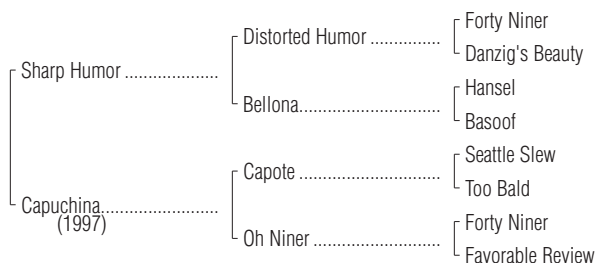 Forty Niner
Distorted Humor ...............
Danzig's Beauty
Sharp Humor ....................
Hansel
Bellona..............................
Basoof
Seattle Slew
Capote ..............................
Too Bald
Capuchina.........................
(1997)
Forty Niner
Oh Niner ...........................
Favorable Review